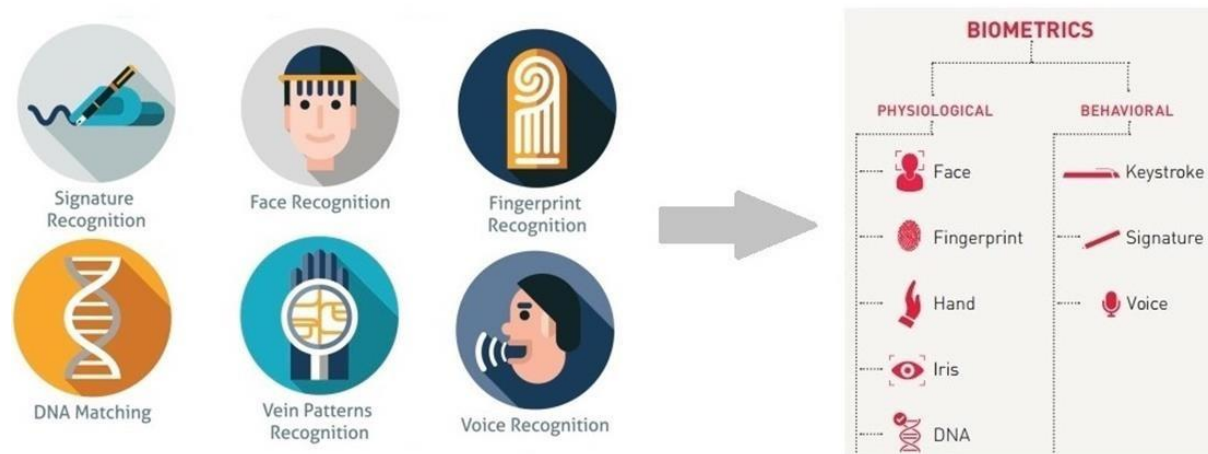 Signature
Recognition
Face Recognition
Fingerprint
Recognition
DNA Matching
Vein Patterns
Recognition
Voice Recognition
BIOMETRICS
PHYSIOLOGICAL
Face
Fingerprint
Hand
Iris
DNA
BEHAVIORAL
Keystroke
Signature
Voice